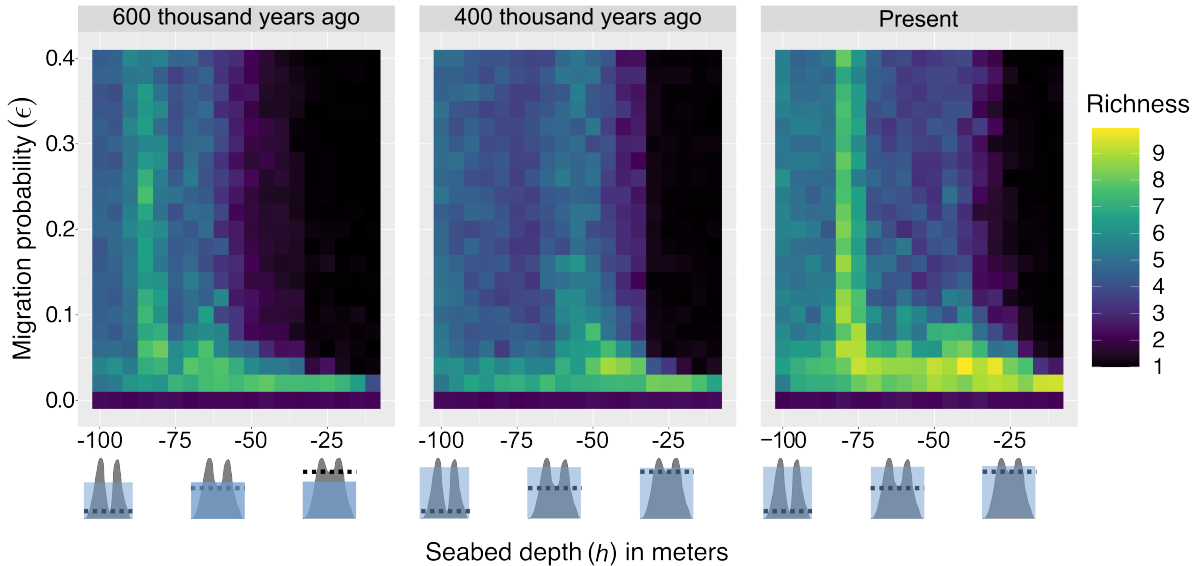 600 thousand years ago
400 thousand years ago
Present
Migration probability (ϵ)
0.4
0.3
0.2
0.1
0.0
-100 -75 -50 -25
-100 -75 -50 -25
−100 -75 -50 -25
Seabed depth (h) in meters
Richness
9
8
7
6
5
4
3
2
1